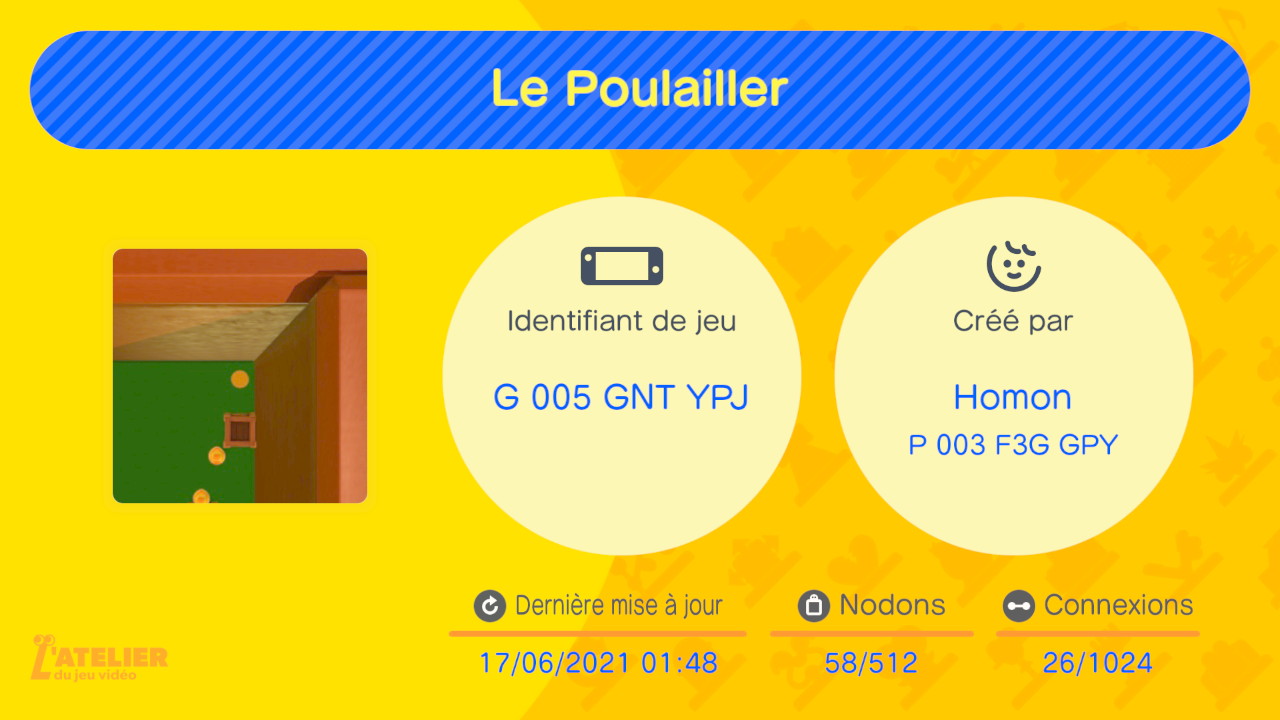 Le Poulailler
Identifiant de jeu
G 005 GNT YPJ
Créé par
Homon
P 003 F3G GPY
Dernière mise à jour
17/06/2021 01:48
Nodons
58/512
Connexions
26/1024
L'ATELIER
du jeu vidéo